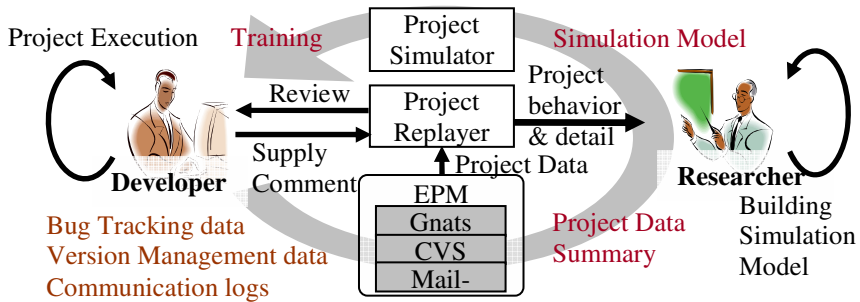 Project Execution
Training
Project
Simulator
Simulation Model
Review
Project
Replayer
Project
behavior
& detail
Supply
Comment
Project Data
Developer
Researcher
EPM
Gnats
CVS
Mail-
Bug Tracking data
Version Management data
Communication logs
Project Data
Summary
Building
Simulation
Model